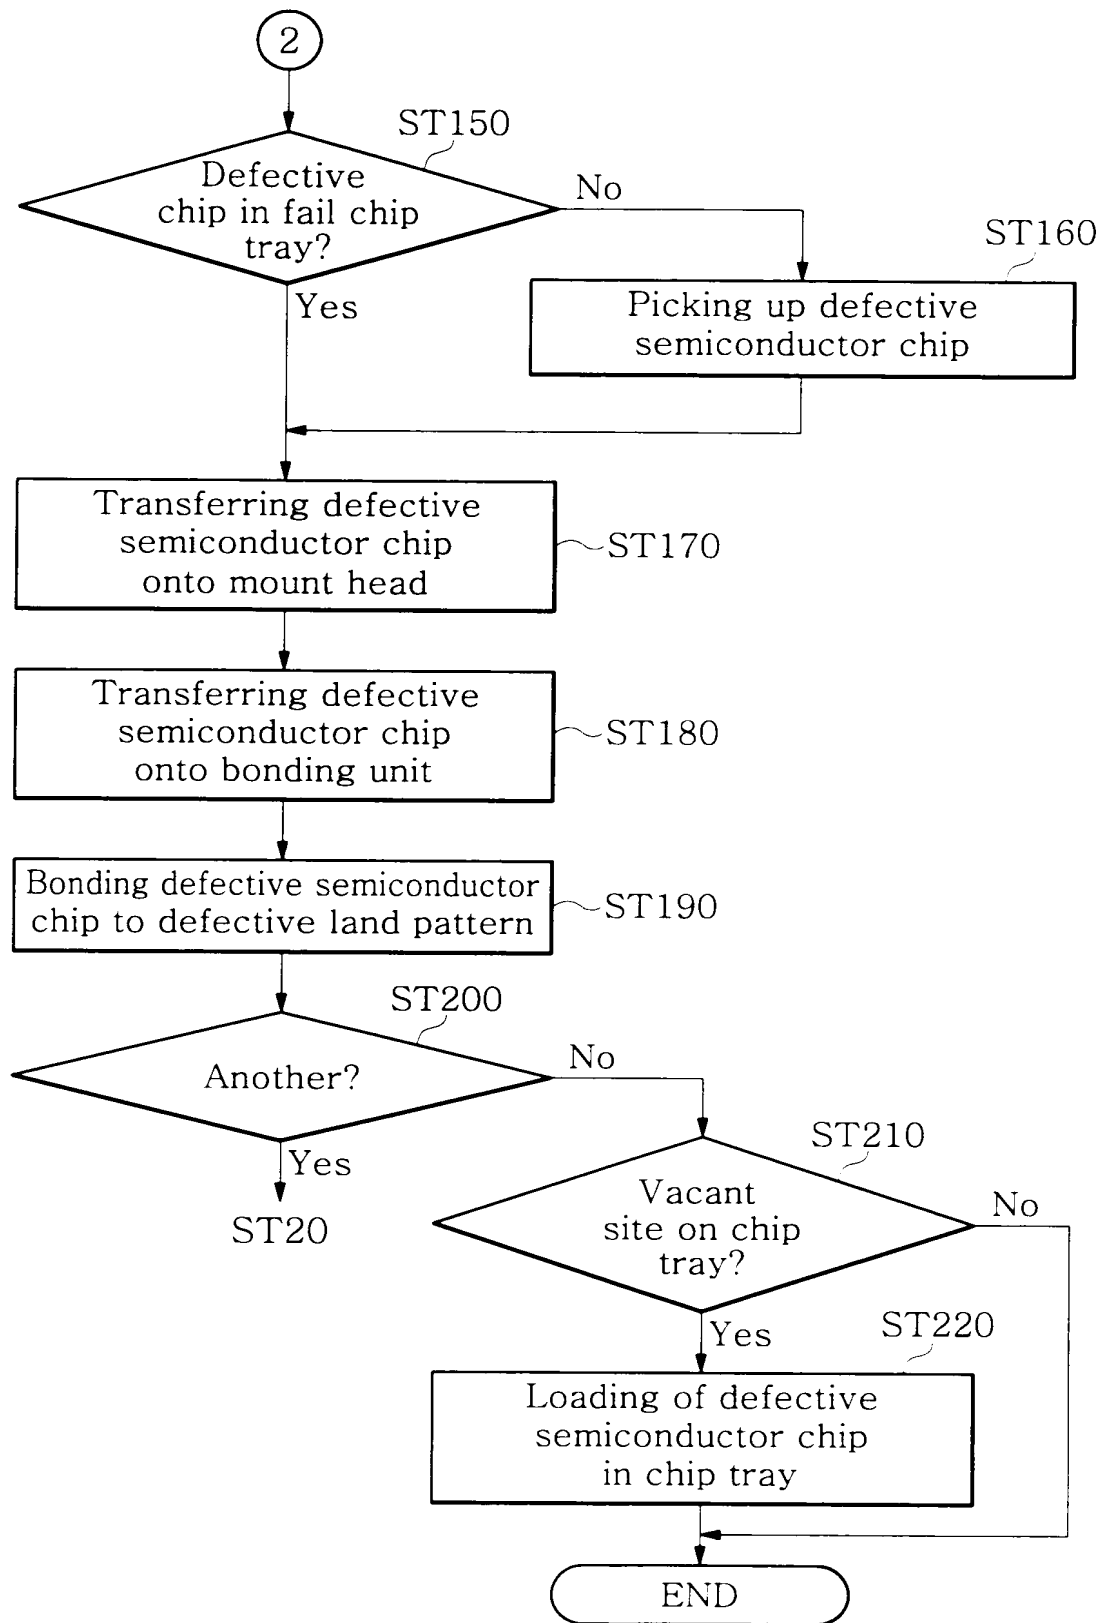 2
ST150
Defective
chip in fail chip
tray?
No
Yes
ST160
Picking up defective
semiconductor chip
Transferring defective
semiconductor chip
onto mount head
ST170
Transferring defective
semiconductor chip
onto bonding unit
ST180
Bonding defective semiconductor
chip to defective land pattern
ST190
ST200
Another?
No
Yes
ST20
ST210
Vacant
site on chip
tray?
No
Yes
ST220
Loading of defective
semiconductor chip
in chip tray
END